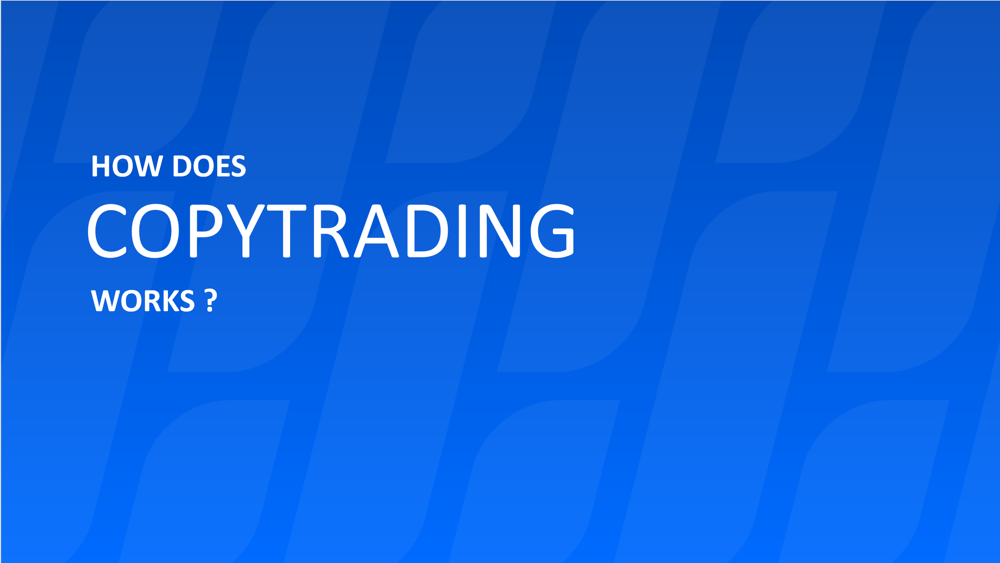 HOW DOES
COPYTRADING
WORKS ?